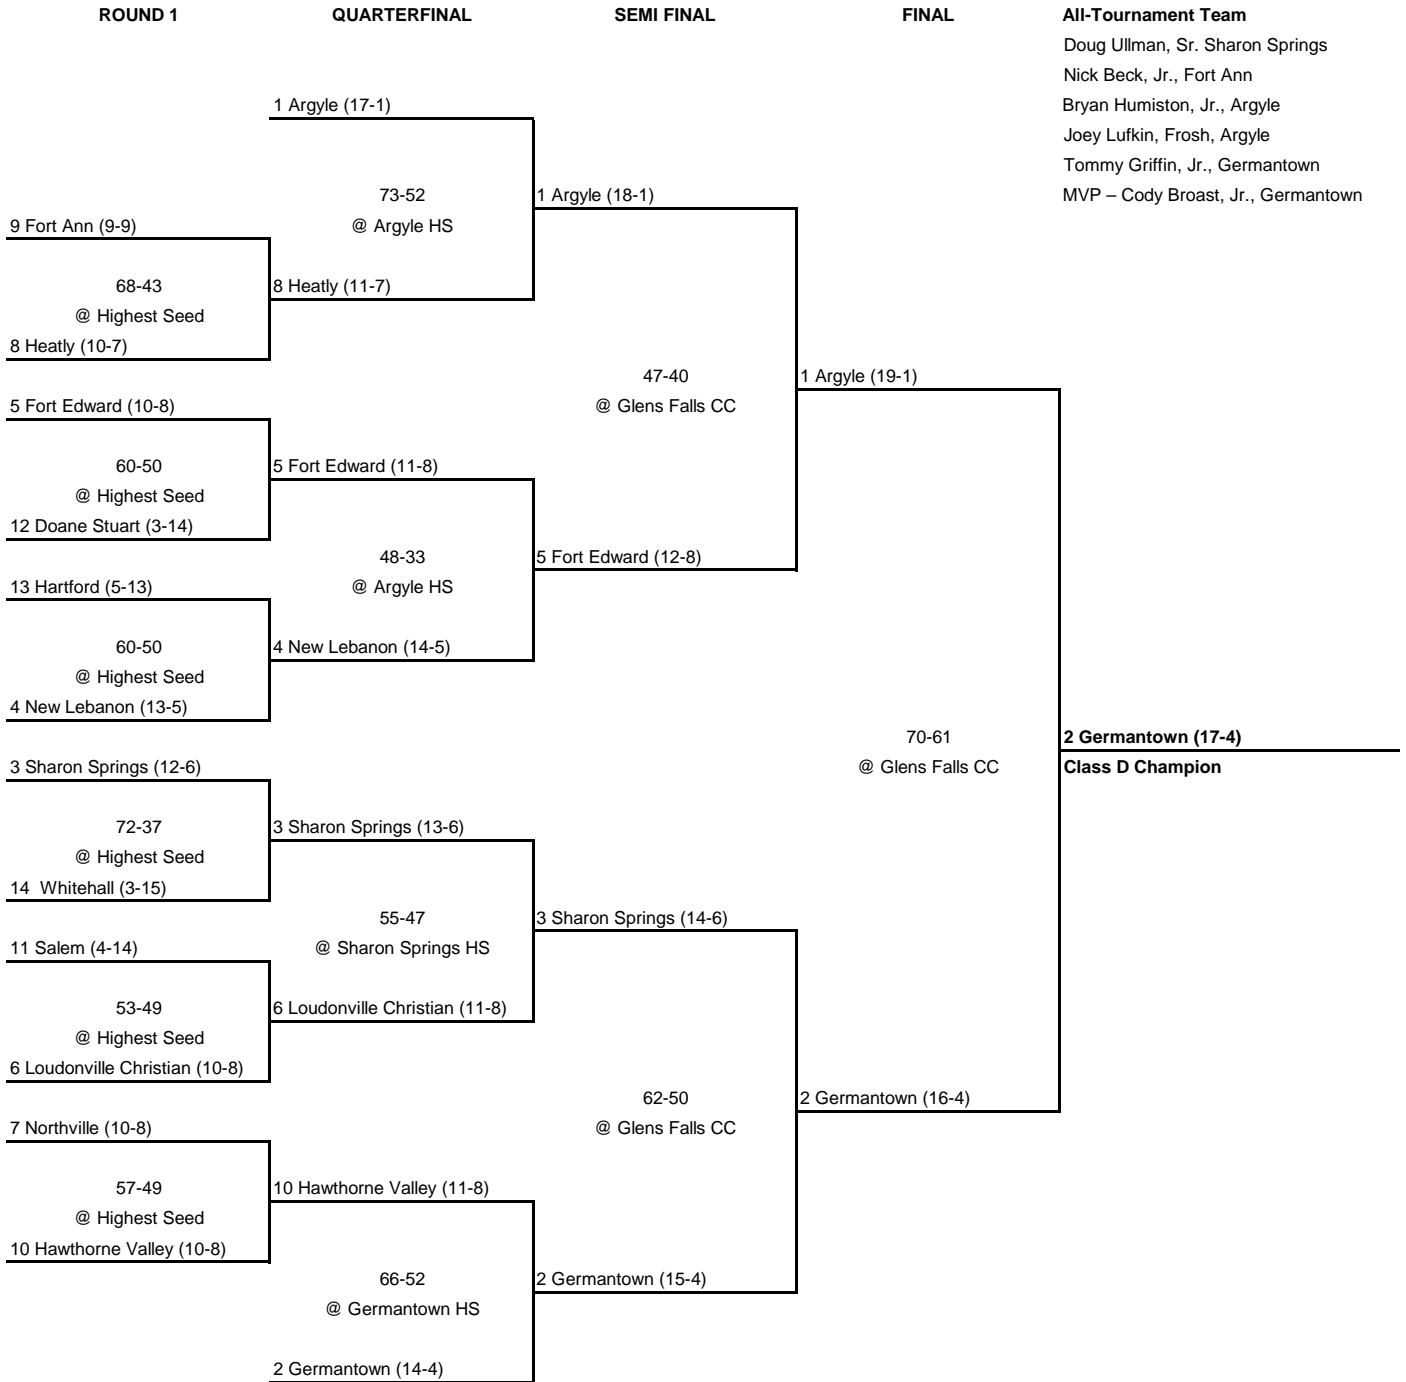 ROUND 1 QUARTERFINAL SEMI FINAL FINAL All-Tournament Team
Doug Ullman, Sr. Sharon Springs
Nick Beck, Jr., Fort Ann
1 Argyle (17-1) Bryan Humiston, Jr., Argyle
Joey Lufkin, Frosh, Argyle
Tommy Griffin, Jr., Germantown
73-52 1 Argyle (18-1) MVP – Cody Broast, Jr., Germantown
9 Fort Ann (9-9) @ Argyle HS
68-43 8 Heatly (11-7)
@ Highest Seed
8 Heatly (10-7)
47-40 1 Argyle (19-1)
5 Fort Edward (10-8) @ Glens Falls CC
60-50 5 Fort Edward (11-8)
@ Highest Seed
12 Doane Stuart (3-14)
48-33 5 Fort Edward (12-8)
13 Hartford (5-13) @ Argyle HS
60-50 4 New Lebanon (14-5)
@ Highest Seed
4 New Lebanon (13-5)
70-61 2 Germantown (17-4)
3 Sharon Springs (12-6) @ Glens Falls CC Class D Champion
72-37 3 Sharon Springs (13-6)
@ Highest Seed
14 Whitehall (3-15)
55-47 3 Sharon Springs (14-6)
11 Salem (4-14) @ Sharon Springs HS
53-49 6 Loudonville Christian (11-8)
@ Highest Seed
6 Loudonville Christian (10-8)
62-50 2 Germantown (16-4)
7 Northville (10-8) @ Glens Falls CC
57-49 10 Hawthorne Valley (11-8)
@ Highest Seed
10 Hawthorne Valley (10-8)
66-52 2 Germantown (15-4)
@ Germantown HS
2 Germantown (14-4)